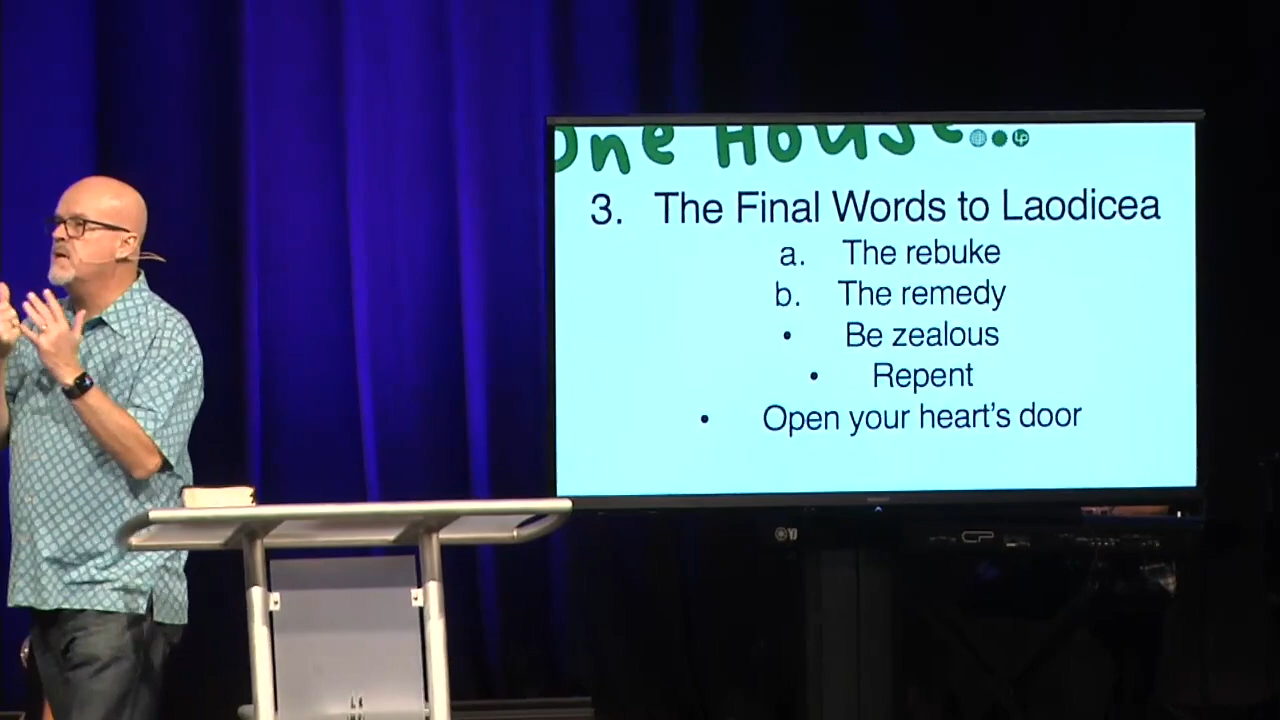 One House...
3. The Final Words to Laodicea
a. The rebuke
b. The remedy
• Be zealous
• Repent
• Open your heart's door